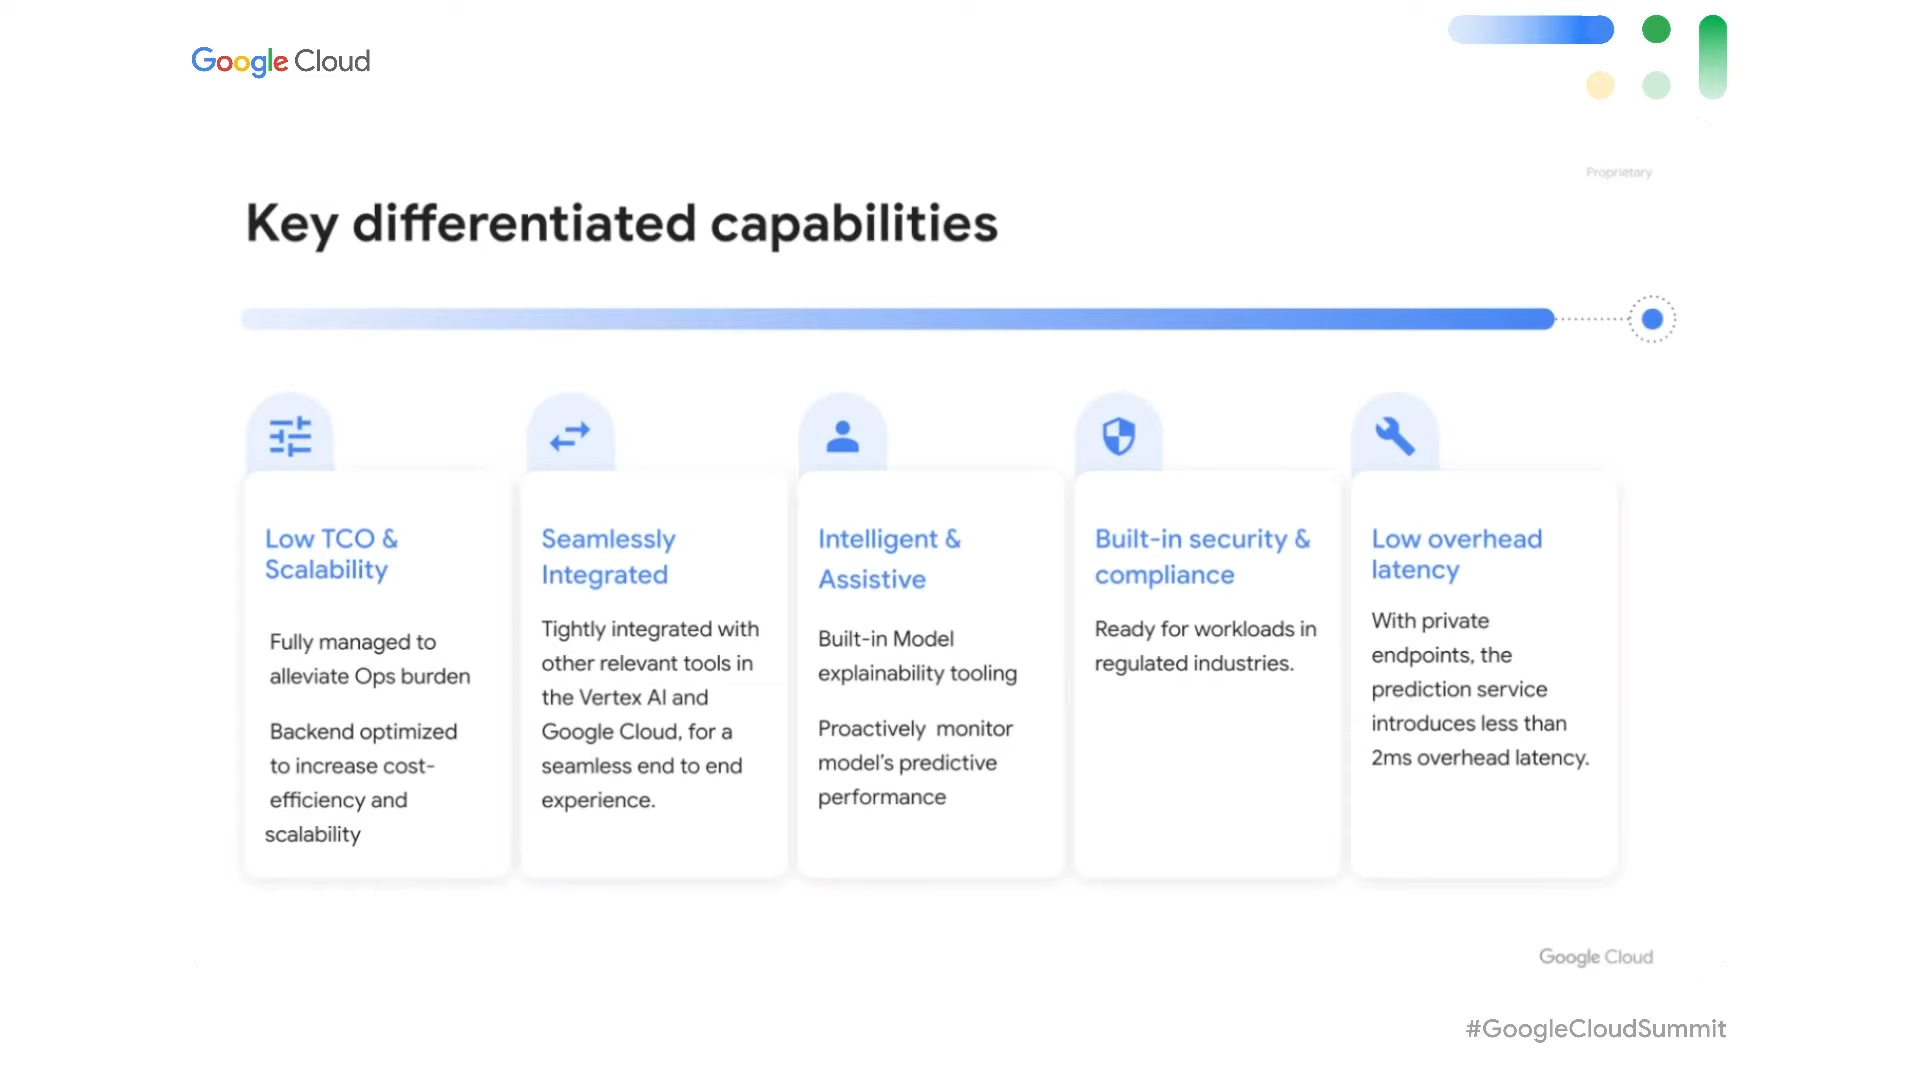 Google Cloud
Proprietary
Key differentiated capabilities
Low TCO &
Scalability
Fully managed to
alleviate Ops burden
Backend optimized
to increase cost-
efficiency and
scalability
Seamlessly
Integrated
Tightly integrated with
other relevant tools in
the Vertex AI and
Google Cloud, for a
seamless end to end
experience.
Intelligent &
Assistive
Built-in Model
explainability tooling
Proactively monitor
model's predictive
performance
Built-in security &
compliance
Ready for workloads in
regulated industries.
Low overhead
latency
With private
endpoints, the
prediction service
introduces less than
2ms overhead latency.
Google Cloud
#GoogleCloudSummit